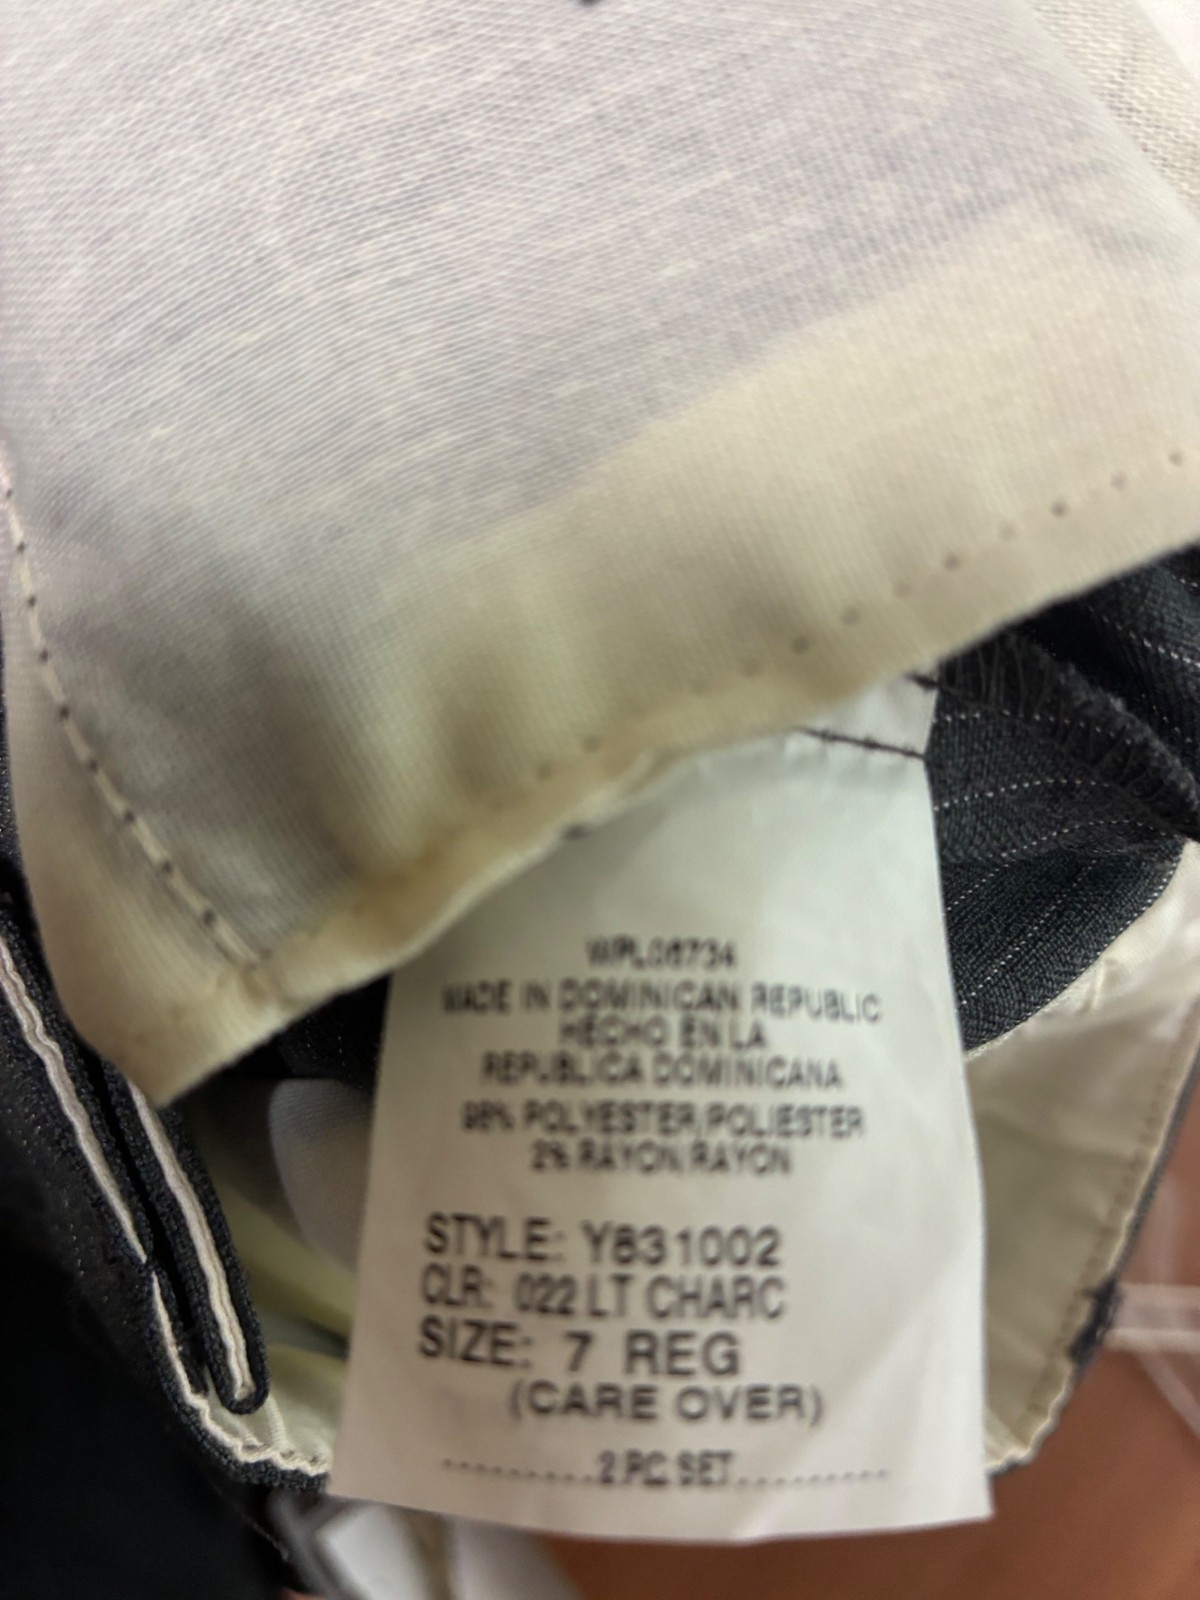 WPL06734
MADE IN DOMINICAN REPUBLIC
HECHO EN LA
REPUBLICA DOMINICANA
98% POLYESTER/POLIESTER
2% RAYON/RAYON
STYLE: Y831002
CLR: 022 LT CHARC
SIZE: 7 REG
(CARE OVER)
.........2 PC SET..........